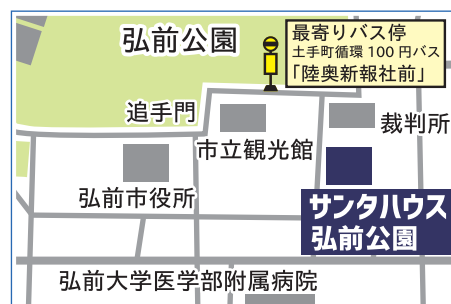 弘前公園
最寄りバス停
土手町循環100円バス
「陸奥新報社前」
追手門
市立観光館
裁判所
弘前市役所
サンタハウス
弘前公園
弘前大学医学部附属病院